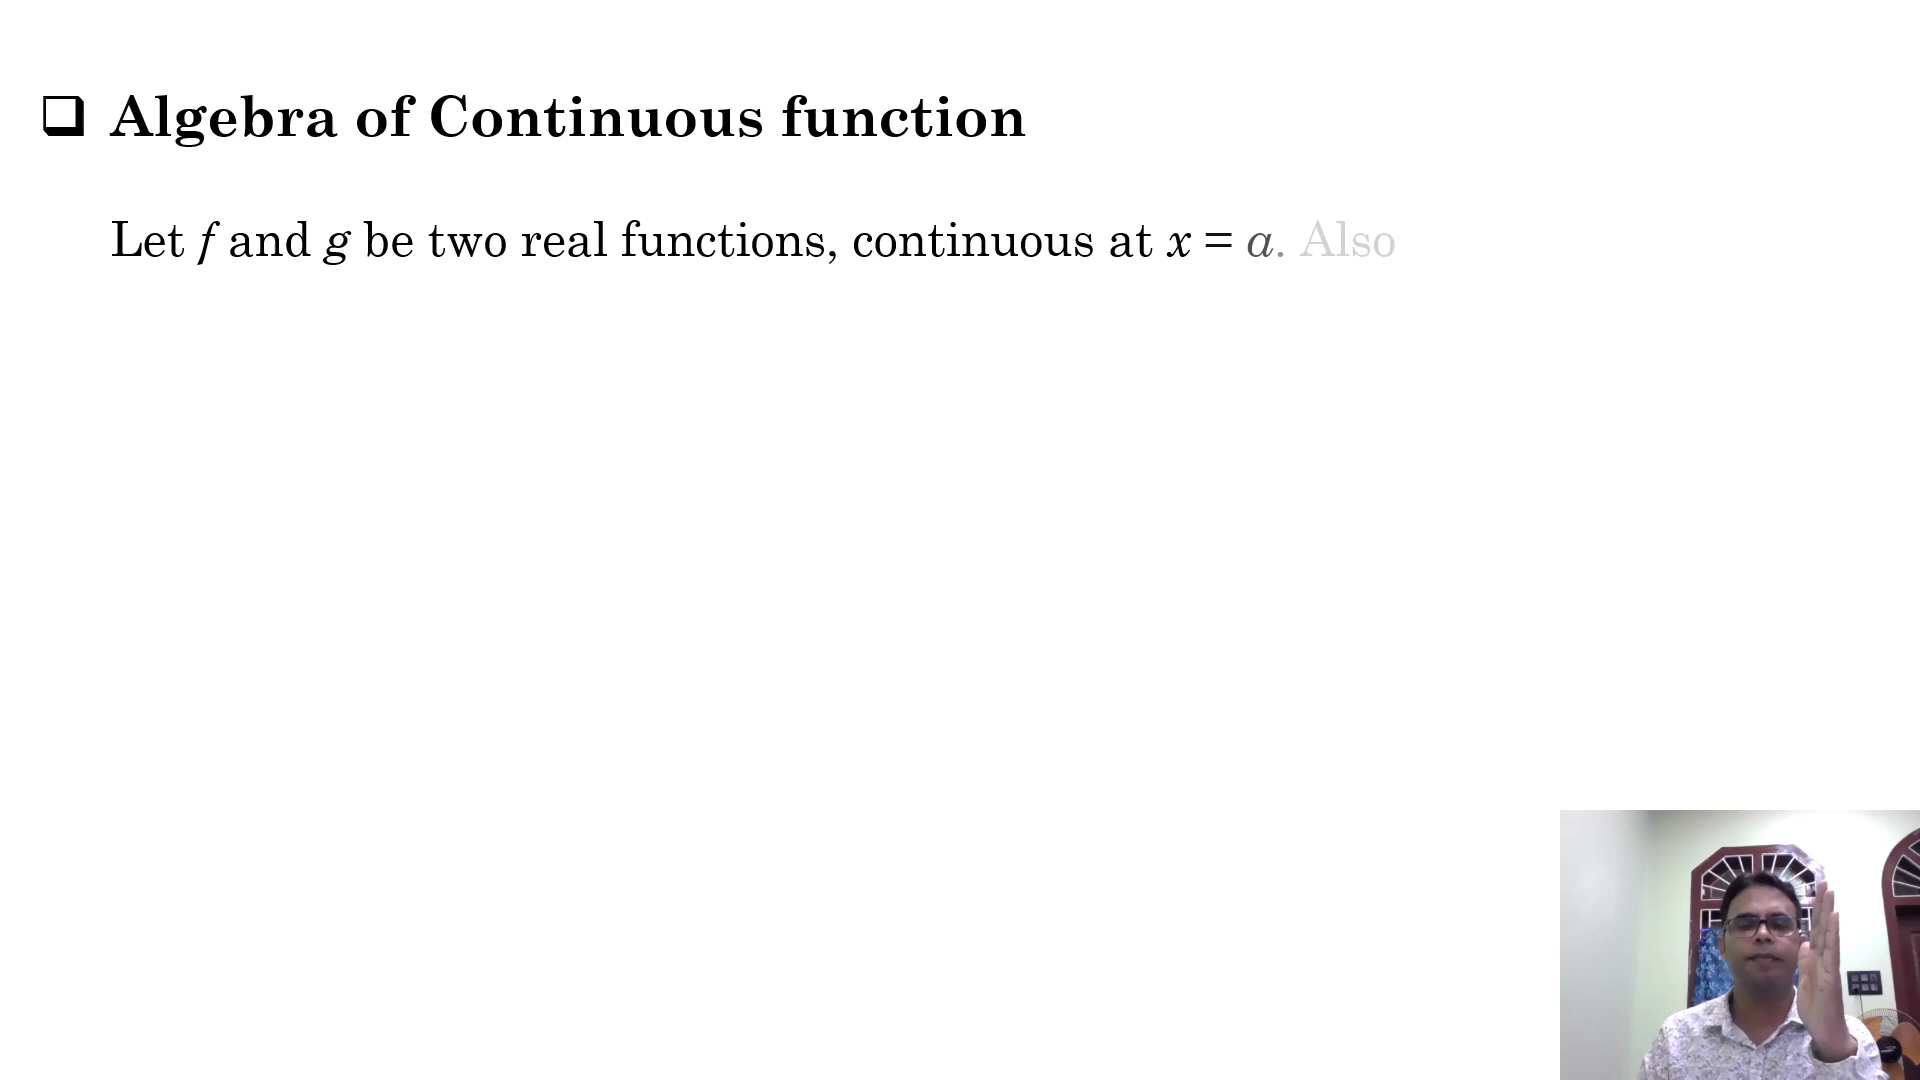 Algebra of Continuous function
Let f and g be two real functions, continuous at x = a. Also